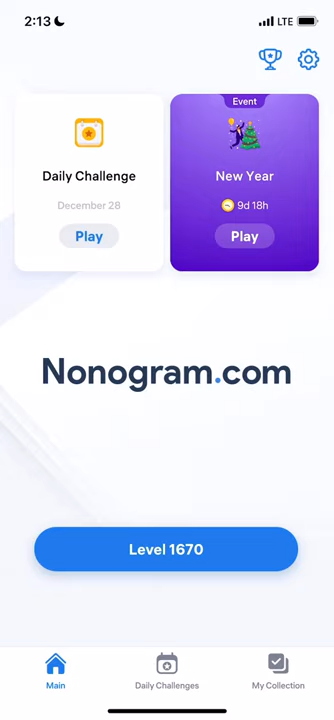 2:13
LTE
Event
Daily Challenge
December 28
Play
New Year
9d 18h
Play
Nonogram.com
Level 1670
Main
Daily Challenges
My Collection